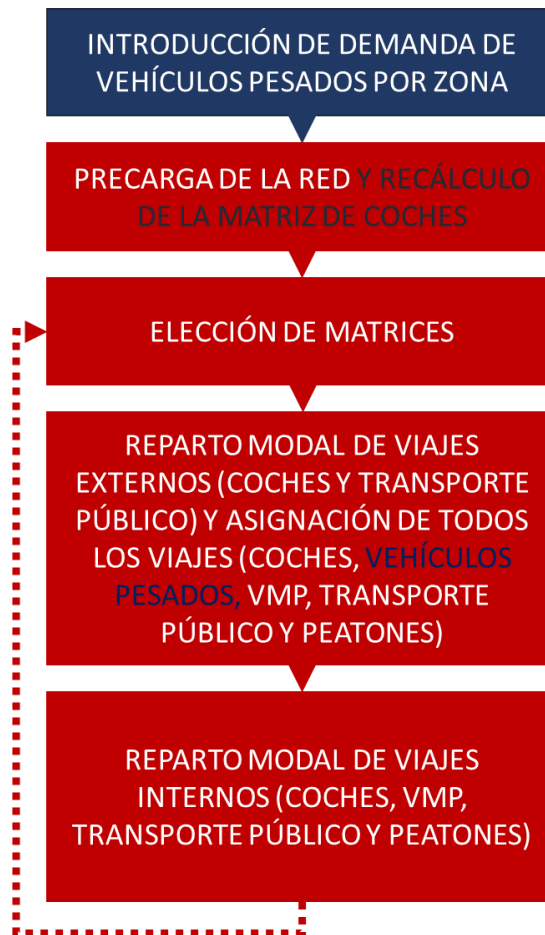 INTRODUCCIÓN DE DEMANDA DE
VEHÍCULOS PESADOS POR ZONA
PRECARGA DE LA RED Y RECÁLCULO
DE LA MATRIZ DE COCHES
ELECCIÓN DE MATRICES
REPARTO MODAL DE VIAJES
EXTERNOS (COCHES Y TRANSPORTE
PÚBLICO) Y ASIGNACIÓN DE TODOS
LOS VIAJES (COCHES, VEHÍCULOS
PESADOS, VMP, TRANSPORTE
PÚBLICO Y PEATONES)
REPARTO MODAL DE VIAJES
INTERNOS (COCHES, VMP,
TRANSPORTE PÚBLICO Y PEATONES)